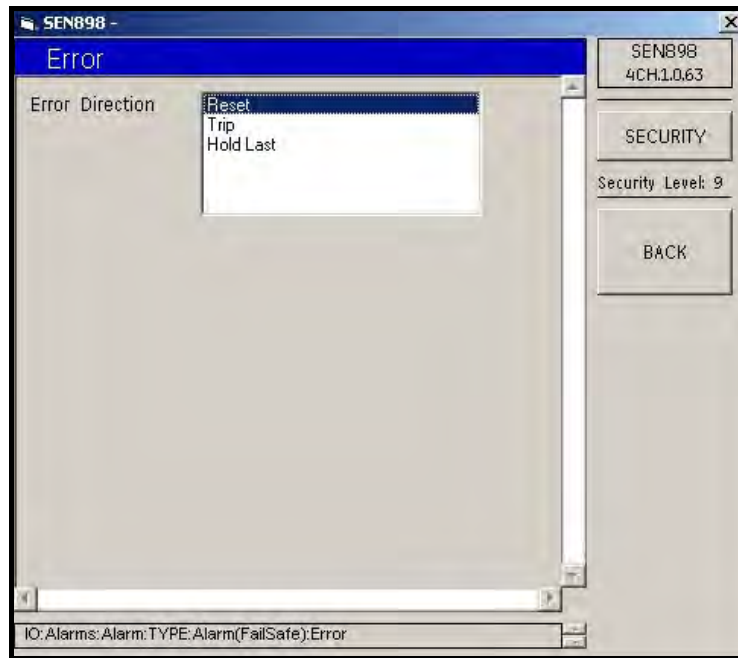 SEN898 -
Error
Error Direction
Reset
Trip
Hold Last
SEN898
4CH.1.0.63
SECURITY
Security Level: 9
BACK
IO:Alarms:Alarm:TYPE:Alarm(FailSafe):Error